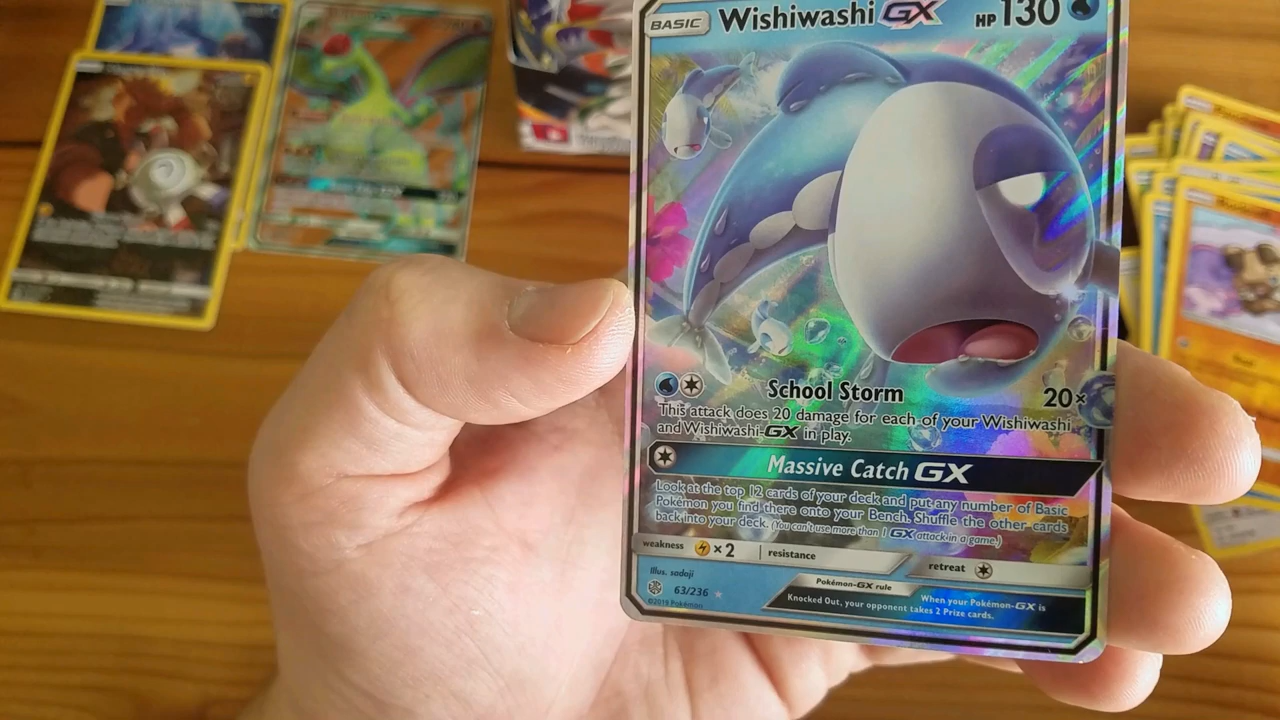 BASIC
Wishiwashi GX
HP 130
School Storm 20×
This attack does 20 damage for each of your Wishiwashi
and Wishiwashi-GX in play.
Massive Catch GX
Look at the top 12 cards of your deck and put any number of Basic
Pokémon you find there onto your Bench. Shuffle the other cards
back into your deck. (You can't use more than 1 GX attack in a game.)
weakness ×2 resistance retreat
Illus. sadaji
63/236
©2019 Pokémon
Pokémon-GX rule
When your Pokémon-GX is
Knocked Out, your opponent takes 2 Prize cards.